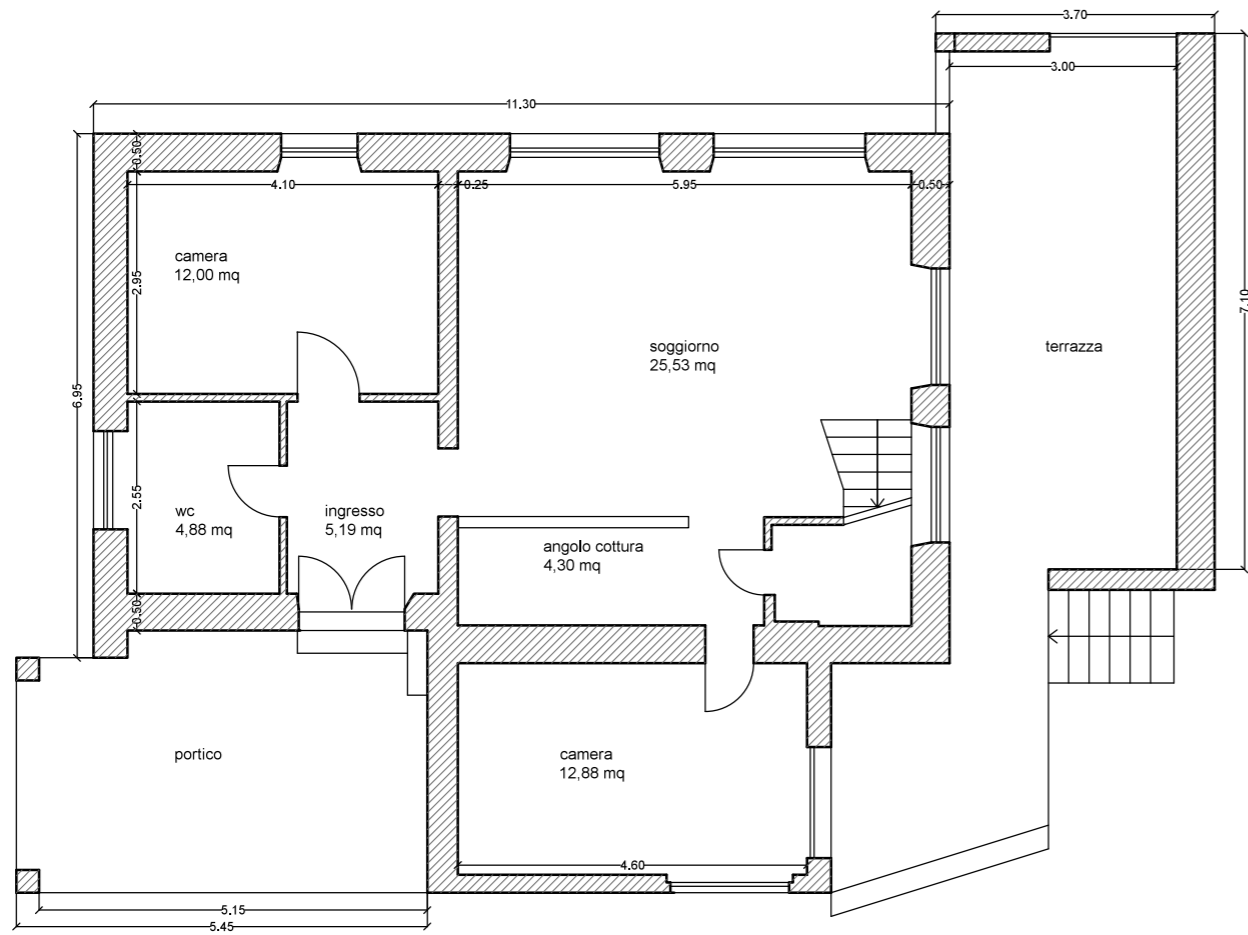 3.70
3.00
11.30
0.50
4.10
0.25
5.95
0.50
camera
12,00 mq
2.95
6.95
7.10
soggiorno
25,53 mq
terrazza
2.55
wc
4,88 mq
ingresso
5,19 mq
angolo cottura
4,30 mq
0.50
portico
camera
12,88 mq
4.60
5.15
5.45